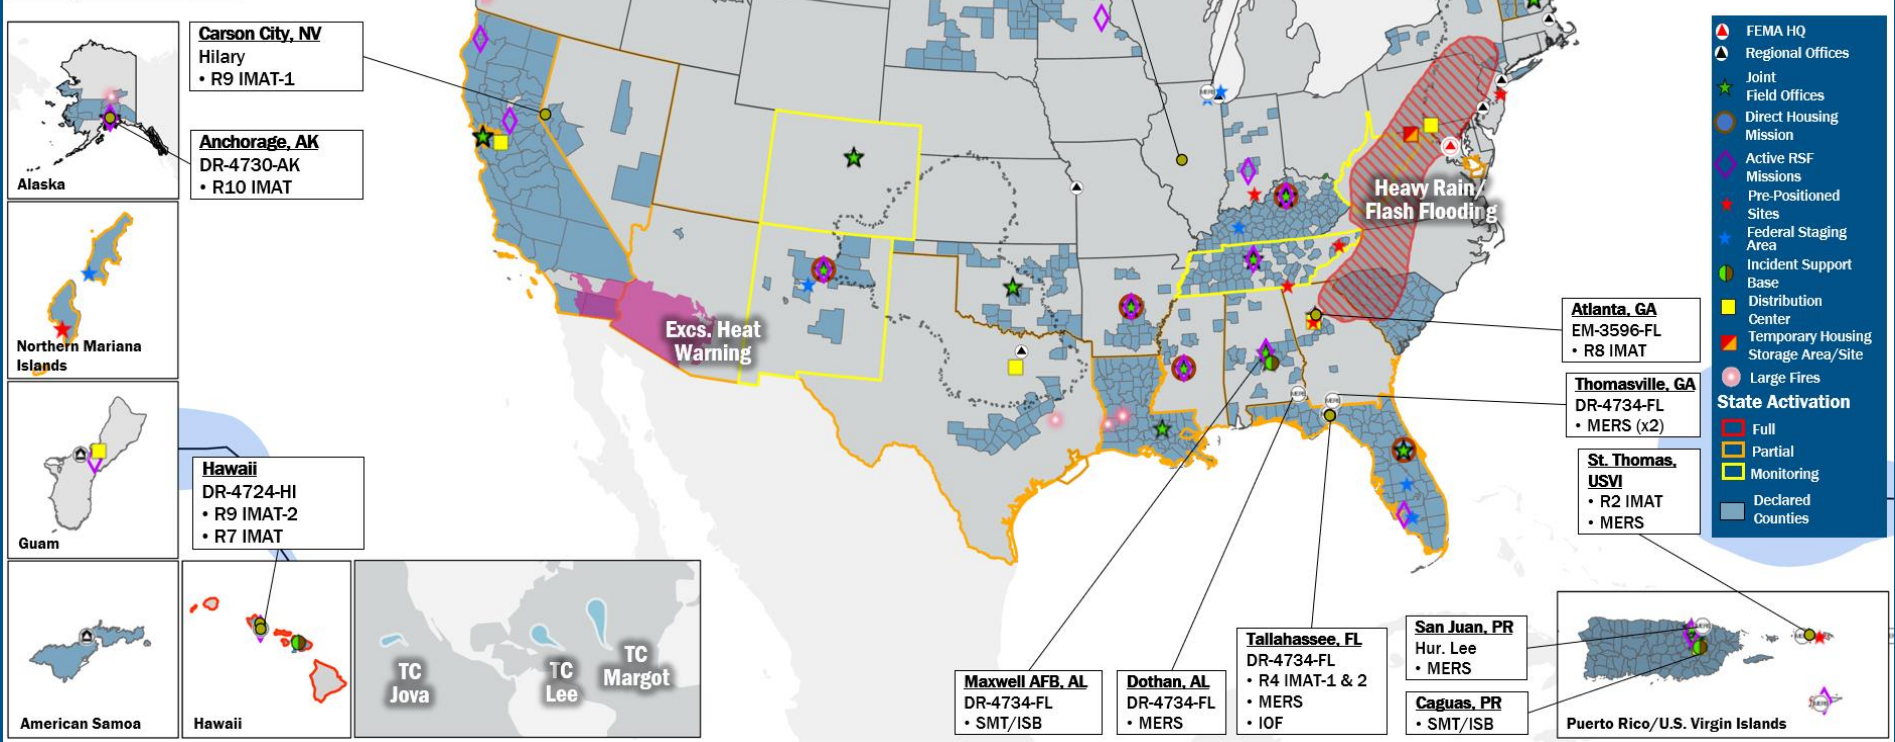 Carson City, NV
Hilary
• R9 IMAT-1
Anchorage, AK
DR-4730-AK
• R10 IMAT
Alaska
Northern Mariana
Islands
Guam
Hawaii
DR-4724-HI
• R9 IMAT-2
• R7 IMAT
American Samoa
Hawaii
TC
Jova
TC
Lee
TC
Margot
Excs. Heat
Warning
Heavy Rain/
Flash Flooding
MERS
MERS
MERS
Maxwell AFB, AL
DR-4734-FL
• SMT/ISB
Dothan, AL
DR-4734-FL
• MERS
Tallahassee, FL
DR-4734-FL
• R4 IMAT-1 & 2
• MERS
• IOF
San Juan, PR
Hur. Lee
• MERS
Caguas, PR
• SMT/ISB
Atlanta, GA
EM-3596-FL
• R8 IMAT
Thomasville, GA
DR-4734-FL
• MERS (x2)
St. Thomas,
USVI
• R2 IMAT
• MERS
MERS
MERS
MERS
Puerto Rico/U.S. Virgin Islands
FEMA HQ
Regional Offices
Joint
Field Offices
Direct Housing
Mission
Active RSF
Missions
Pre-Positioned
Sites
Federal Staging
Area
Incident Support
Base
Distribution
Center
Temporary Housing
Storage Area/Site
Large Fires
State Activation
Full
Partial
Monitoring
Declared
Counties